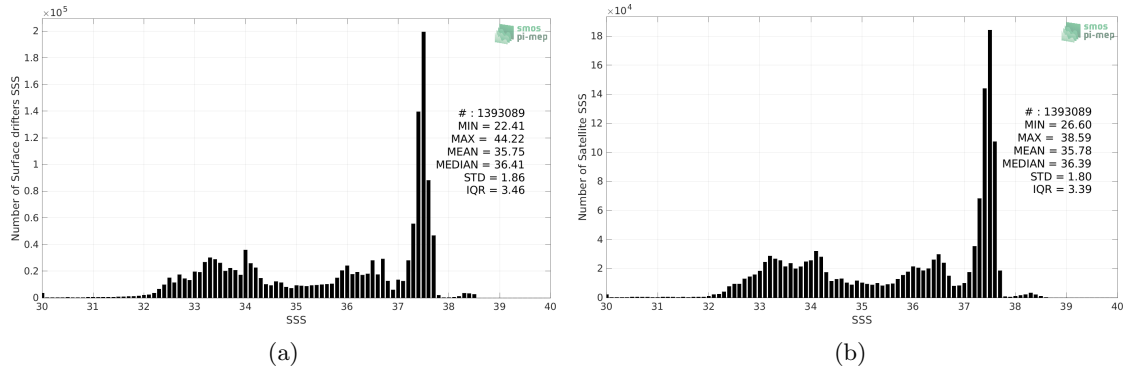 ×10⁵
2
1.8
1.6
1.4
1.2
1
0.8
0.6
0.4
0.2
0
Number of Surface drifters SSS
smos
pi-mep
# : 1393089
MIN = 22.41
MAX = 44.22
MEAN = 35.75
MEDIAN = 36.41
STD = 1.86
IQR = 3.46
30 31 32 33 34 35 36 37 38 39 40
SSS
(a)
×10⁴
18
16
14
12
10
8
6
4
2
0
Number of Satellite SSS
smos
pi-mep
# : 1393089
MIN = 26.60
MAX = 38.59
MEAN = 35.78
MEDIAN = 36.39
STD = 1.80
IQR = 3.39
30 31 32 33 34 35 36 37 38 39 40
SSS
(b)